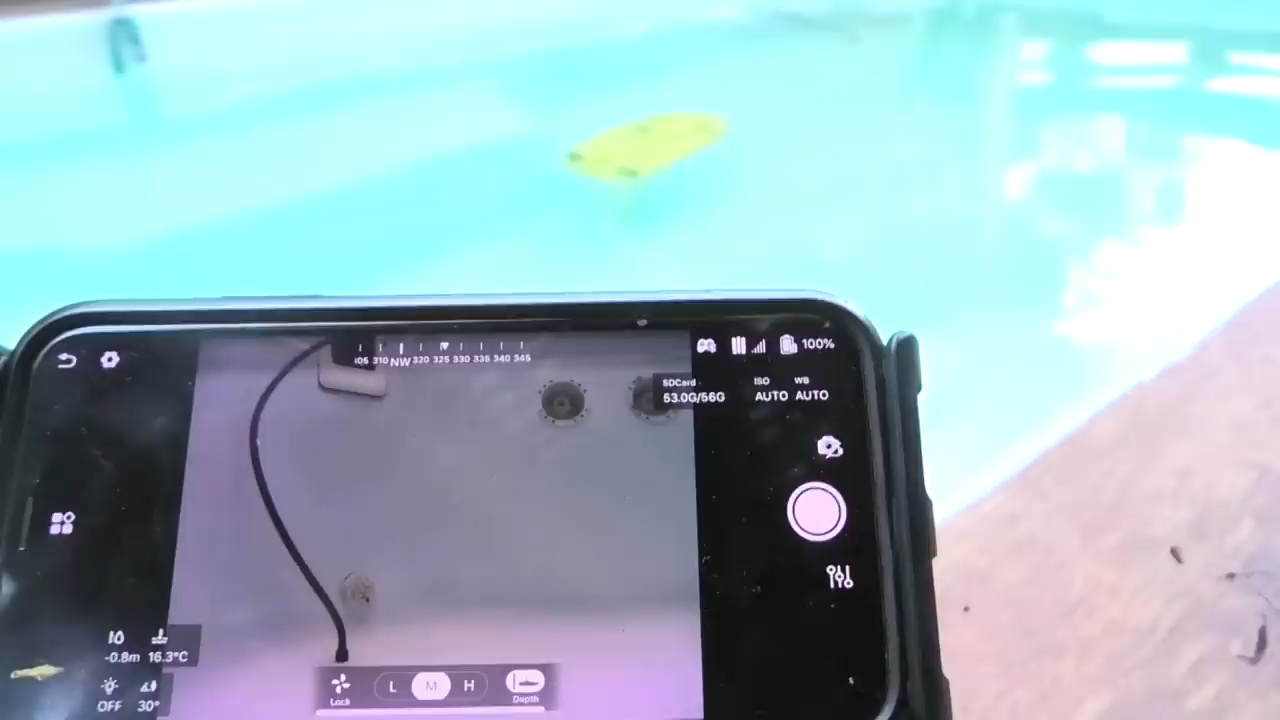 305 310 NW 320 325 330 335 340 345
100%
SDCard
53.0G/56G
ISO WB
AUTO AUTO
-0.8m 16.3°C
OFF 30°
Lock
L M H
Depth